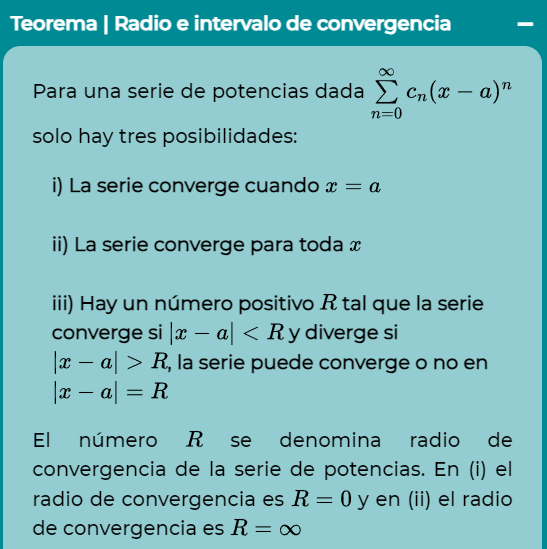 Teorema | Radio e intervalo de convergencia
Para una serie de potencias dada $\sum_{n=0}^{\infty} c_n(x-a)^n$
solo hay tres posibilidades:
i) La serie converge cuando $x = a$
ii) La serie converge para toda $x$
iii) Hay un número positivo $R$ tal que la serie
converge si $|x-a| < R$ y diverge si
$|x-a| > R$, la serie puede converge o no en
$|x-a| = R$
El número $R$ se denomina radio de
convergencia de la serie de potencias. En (i) el
radio de convergencia es $R = 0$ y en (ii) el radio
de convergencia es $R = \infty$